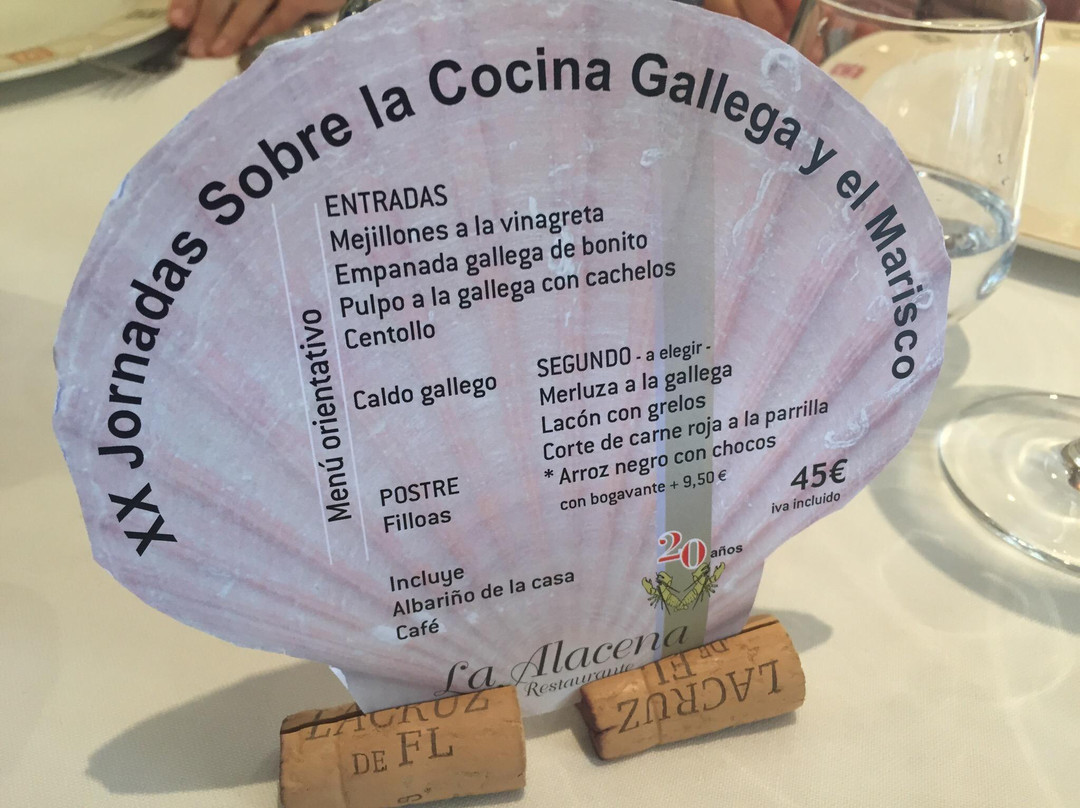 XX Jornadas Sobre la Cocina Gallega y el Marisco
Menú orientativo
ENTRADAS
Mejillones a la vinagreta
Empanada gallega de bonito
Pulpo a la gallega con cachelos
Centollo
Caldo gallego
SEGUNDO - a elegir -
Merluza a la gallega
Lacón con grelos
Corte de carne roja a la parrilla
* Arroz negro con chocos
con bogavante + 9,50 €
POSTRE
Filloas
45€
iva incluido
Incluye
Albariño de la casa
Café
20 años
La Alacena
Restaurante
LACRUZ
DE FL
LACRUZ
DE FL